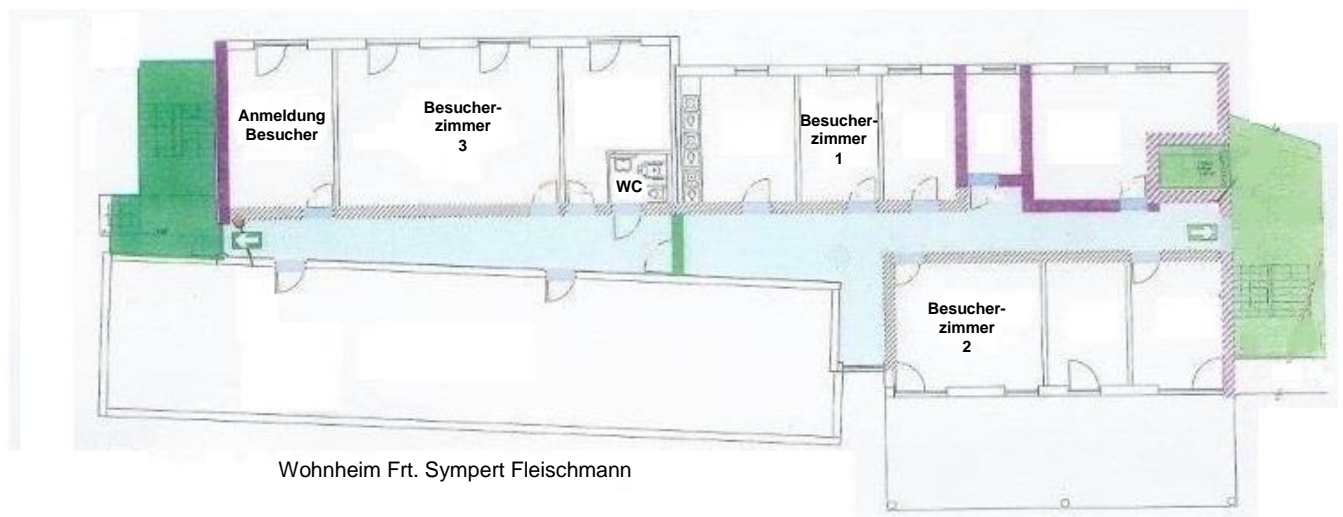 Anmeldung
Besucher
Besucher-
zimmer
3
WC
Besucher-
zimmer
1
Besucher-
zimmer
2
Wohnheim Frt. Sympert Fleischmann